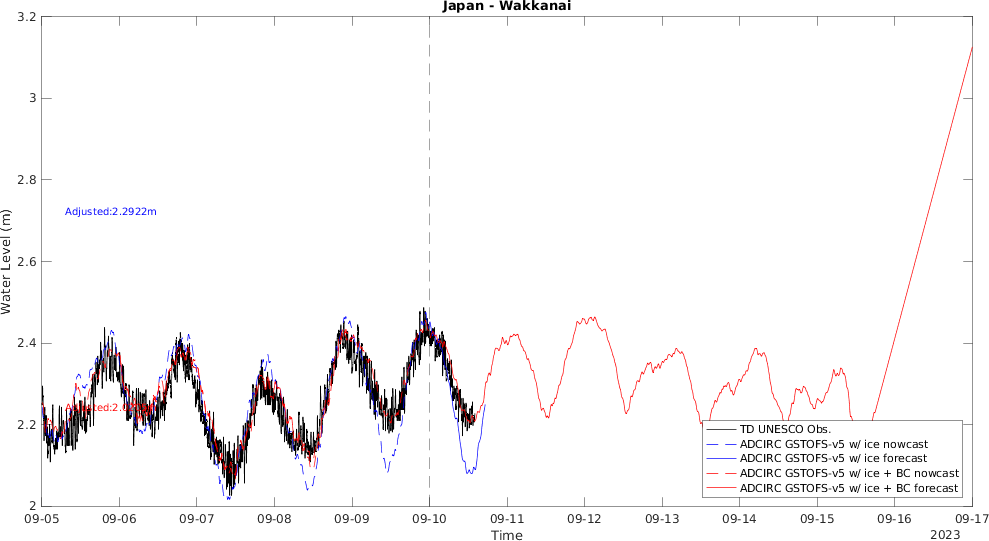 Japan - Wakkanai
3.2
3
2.8
2.6
2.4
2.2
2
Water Level (m)
Adjusted:2.2922m
TD UNESCO Obs.
ADCIRC GSTOFS-v5 w/ ice nowcast
ADCIRC GSTOFS-v5 w/ ice forecast
ADCIRC GSTOFS-v5 w/ ice + BC nowcast
ADCIRC GSTOFS-v5 w/ ice + BC forecast
09-05 09-06 09-07 09-08 09-09 09-10 09-11 09-12 09-13 09-14 09-15 09-16 09-17
Time
2023